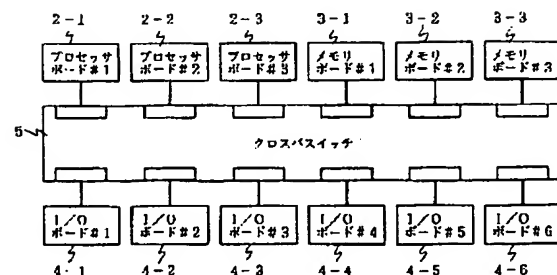 2-1 2-2 2-3 3-1 3-2 3-3
プロセッサ プロセッサ プロセッサ メモリ メモリ メモリ
ボード#1 ボード#2 ボード#3 ボード#1 ボード#2 ボード#3
5
クロスバスイッチ
I/O I/O I/O I/O I/O I/O
ボード#1 ボード#2 ボード#3 ボード#4 ボード#5 ボード#6
4-1 4-2 4-3 4-4 4-5 4-6